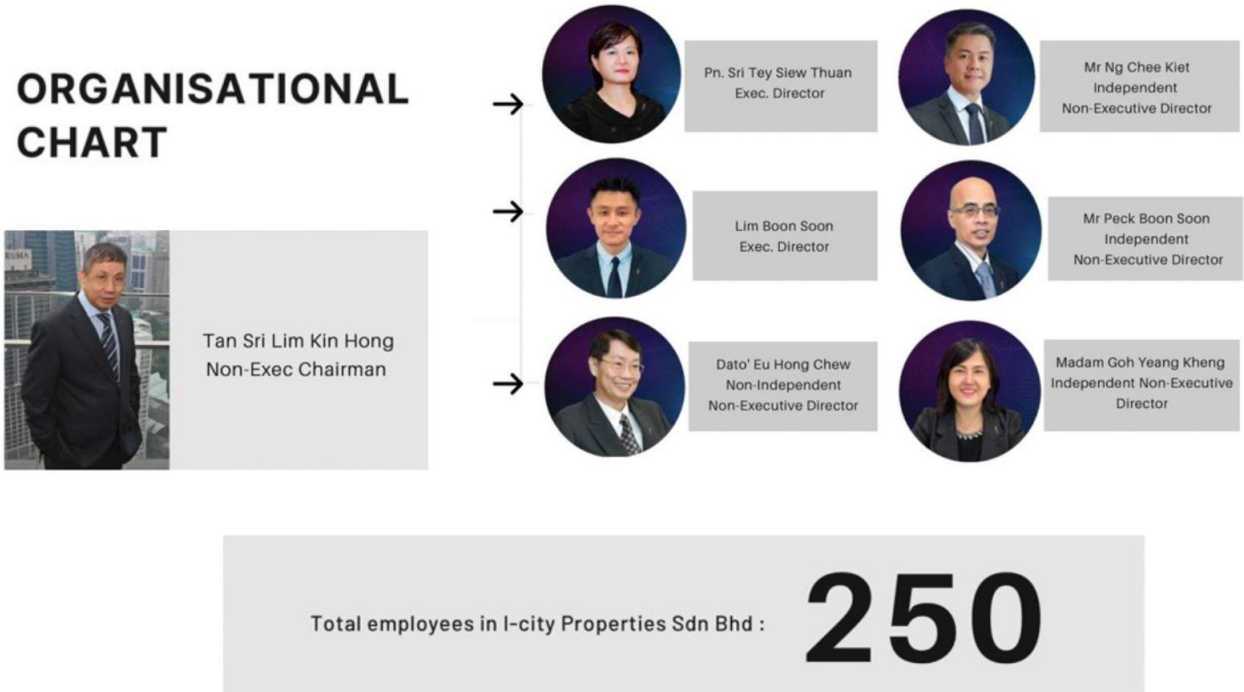 ORGANISATIONAL
CHART
Tan Sri Lim Kin Hong
Non-Exec Chairman
Pn. Sri Tey Siew Thuan
Exec. Director
Lim Boon Soon
Exec. Director
Dato' Eu Hong Chew
Non-Independent
Non-Executive Director
Mr Ng Chee Kiet
Independent
Non-Executive Director
Mr Peck Boon Soon
Independent
Non-Executive Director
Madam Goh Yeang Kheng
Independent Non-Executive
Director
Total employees in I-city Properties Sdn Bhd :
250